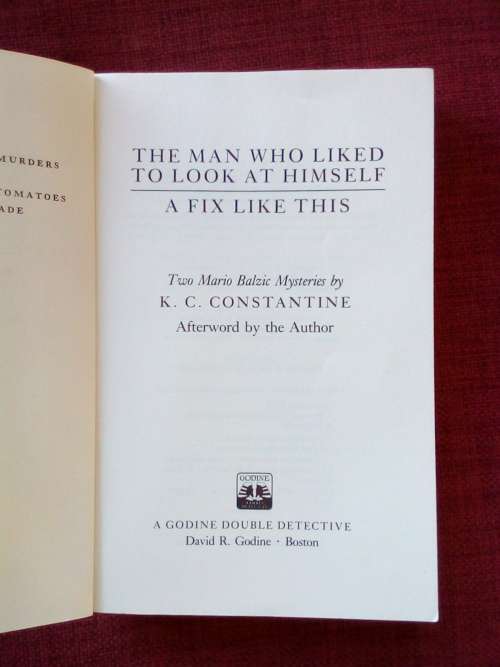 MURDERS
TOMATOES
ADE
THE MAN WHO LIKED
TO LOOK AT HIMSELF
A FIX LIKE THIS
Two Mario Balzic Mysteries by
K. C. CONSTANTINE
Afterword by the Author
GODINE
A GODINE DOUBLE DETECTIVE
David R. Godine · Boston